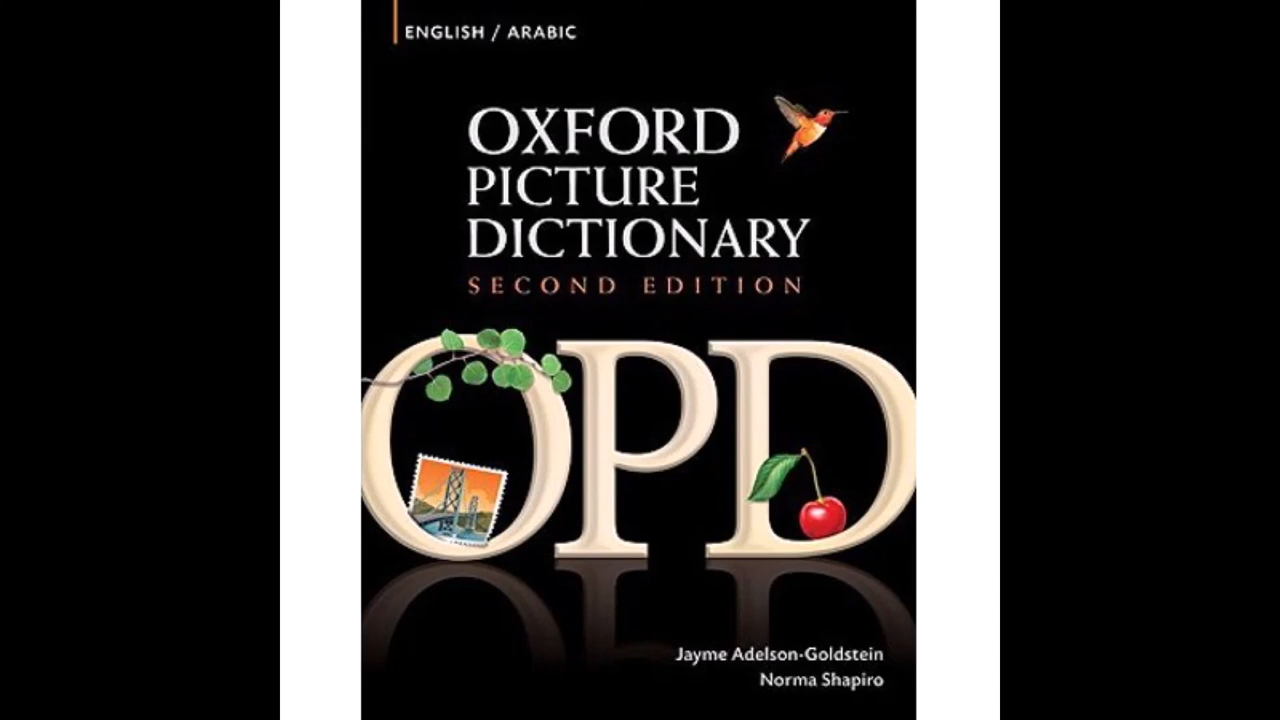 ENGLISH / ARABIC
OXFORD
PICTURE
DICTIONARY
SECOND EDITION
OPD
Jayme Adelson-Goldstein
Norma Shapiro